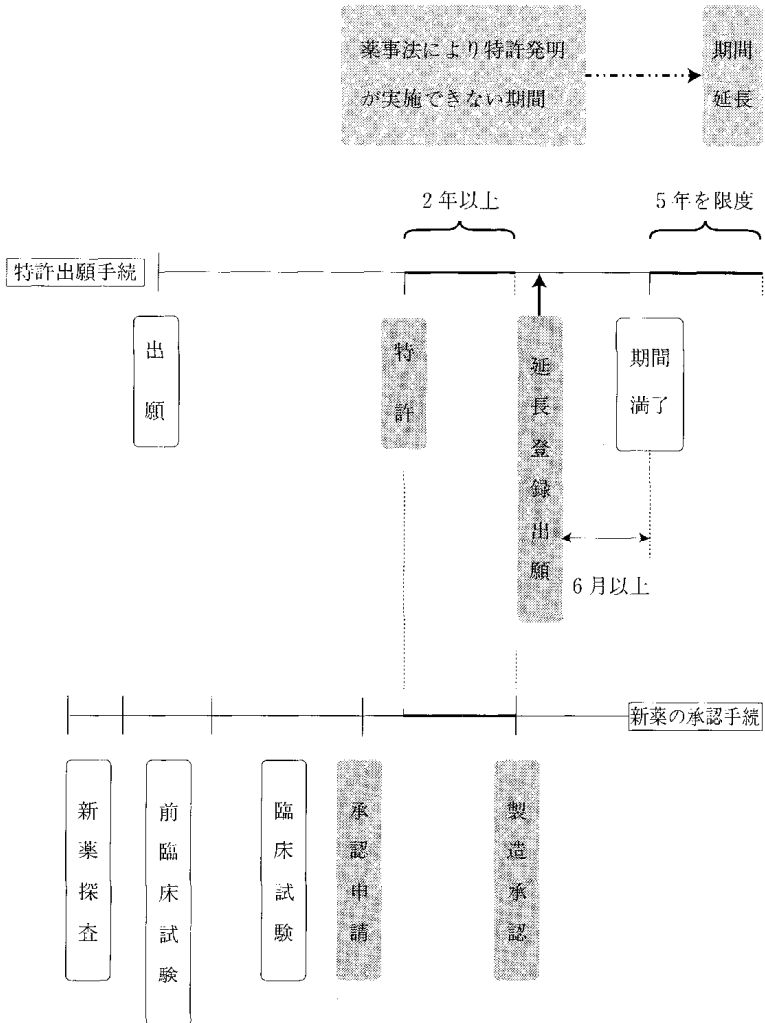 薬事法により特許発明
が実施できない期間
期間
延長
2年以上
5年を限度
特許出願手続
出願
特許
延長登録出願
期間
満了
6月以上
新薬の承認手続
新薬探査
前臨床試験
臨床試験
承認申請
製造承認